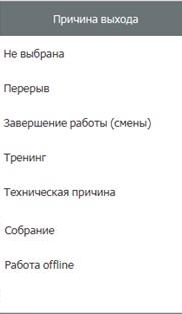 Причина выхода
Не выбрана
Перерыв
Завершение работы (смены)
Тренинг
Техническая причина
Собрание
Работа offline